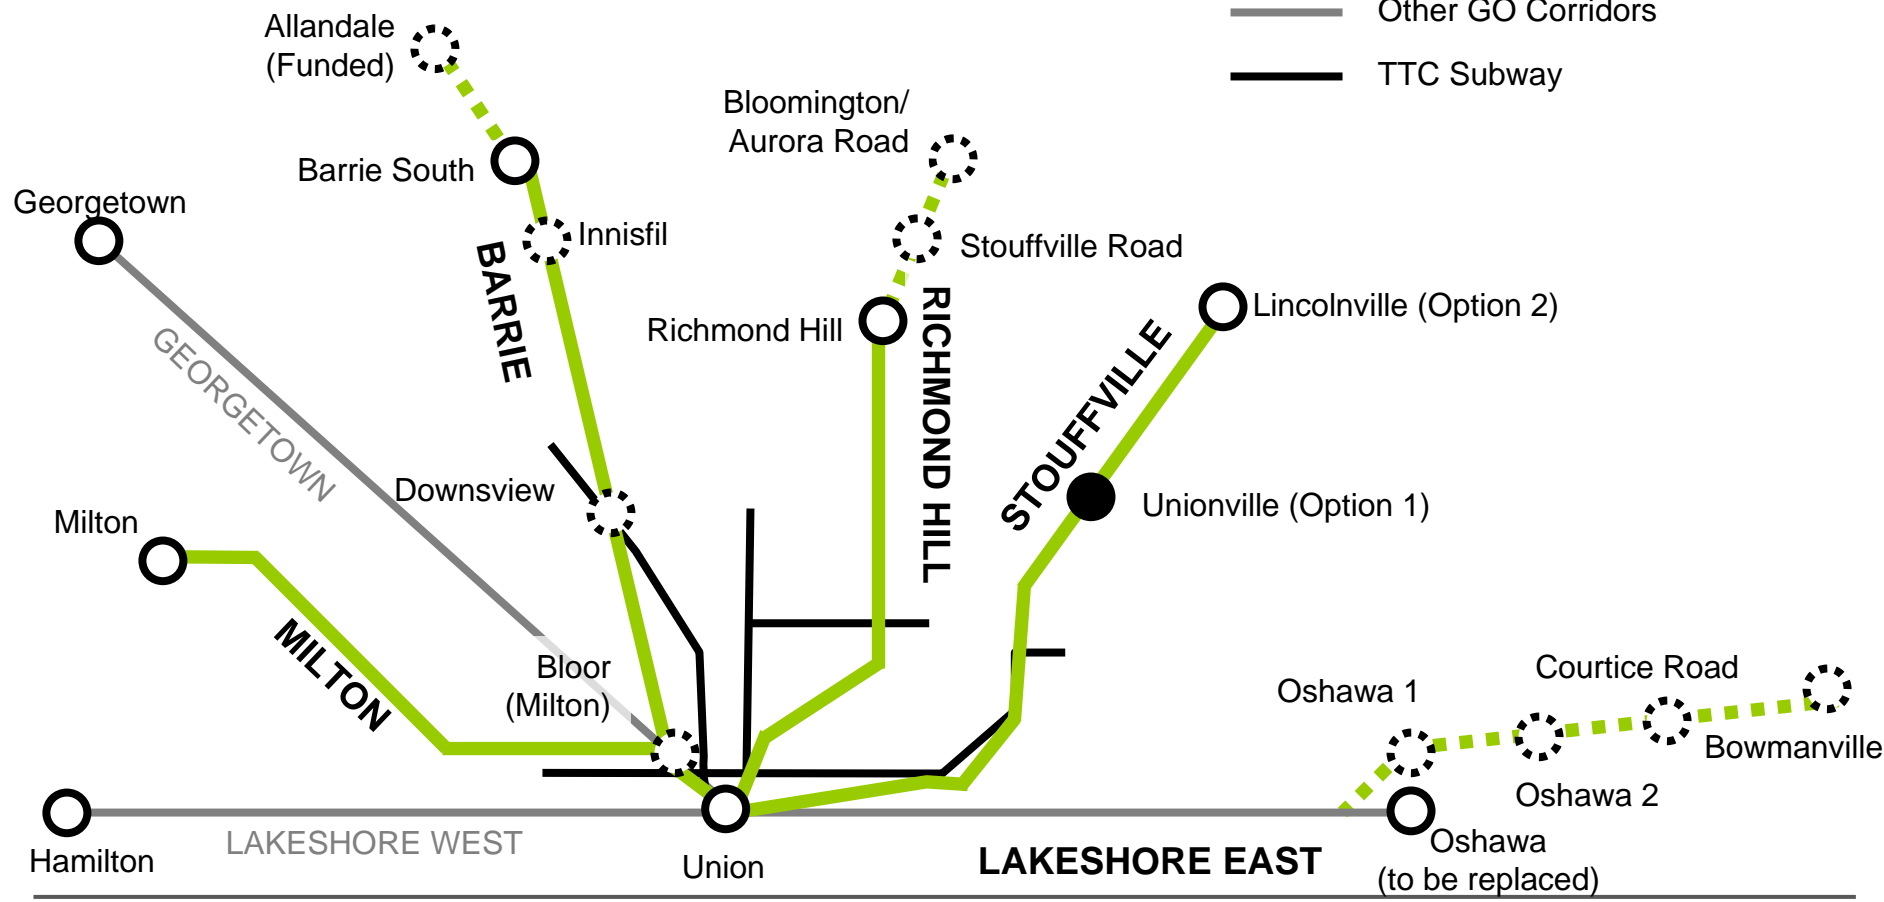 Other GO Corridors
TTC Subway
Allandale
(Funded)
Bloomington/
Aurora Road
Barrie South
Georgetown
Innisfil
Stouffville Road
BARRIE
RICHMOND HILL
Richmond Hill
Lincolnville (Option 2)
GEORGETOWN
STOUFFVILLE
Downsview
Unionville (Option 1)
Milton
MILTON
Bloor
(Milton)
Courtice Road
Oshawa 1
Bowmanville
Oshawa 2
LAKESHORE WEST
Hamilton
Union
LAKESHORE EAST
Oshawa
(to be replaced)